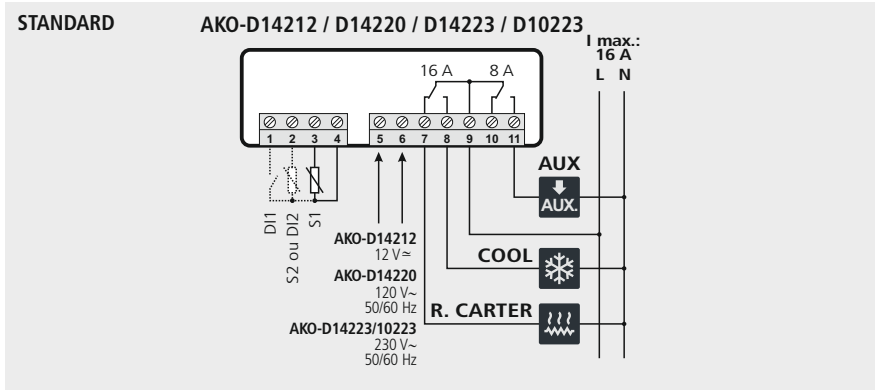 STANDARD
AKO-D14212 / D14220 / D14223 / D10223
I max.:
16 A
L N
16 A 8 A
1 2 3 4 5 6 7 8 9 10 11
DI1
S2 ou DI2
S1
AUX
AUX.
AKO-D14212
12 V≃
COOL
AKO-D14220
120 V~
50/60 Hz
R. CARTER
AKO-D14223/10223
230 V~
50/60 Hz